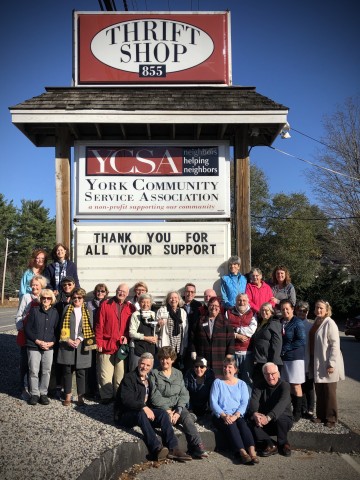 THRIFT
SHOP
855
YCSA
neighbors
helping
neighbors
YORK COMMUNITY
SERVICE ASSOCIATION
a non-profit supporting our community
THANK YOU FOR
ALL YOUR SUPPORT